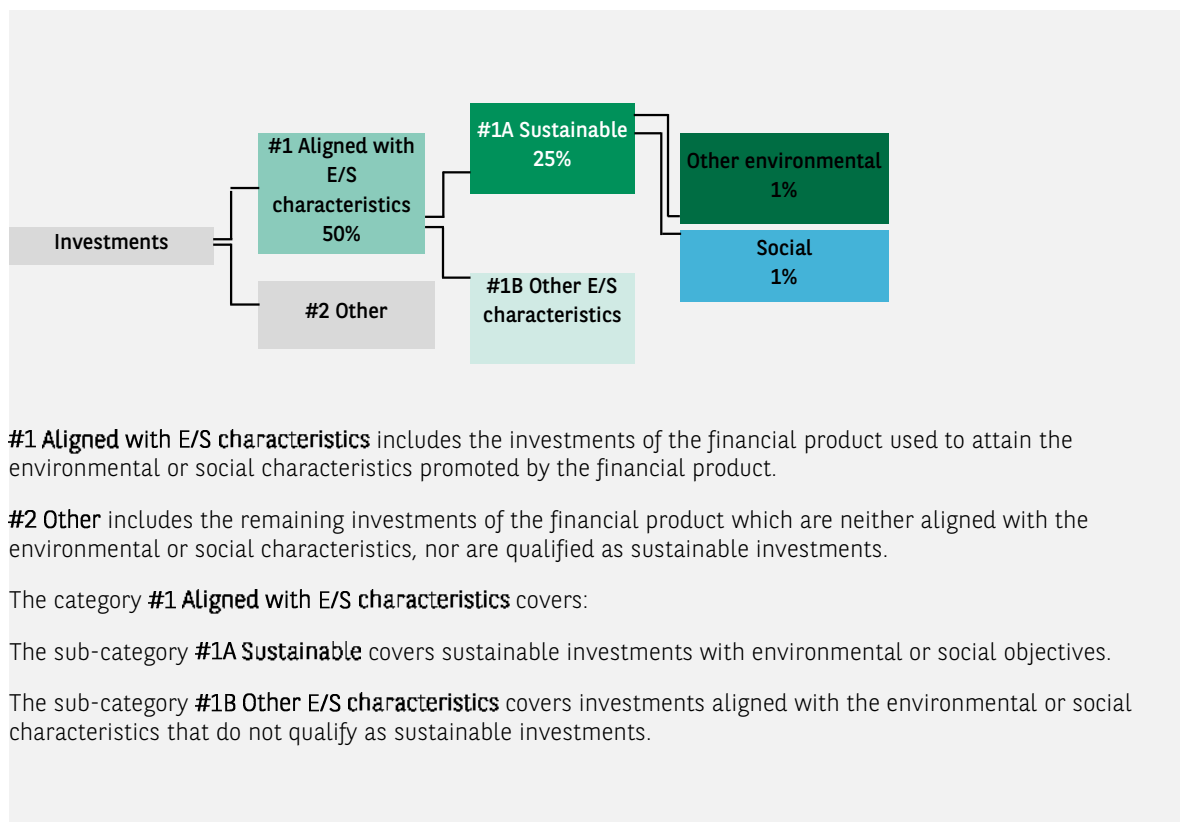 #1A Sustainable
25%
#1 Aligned with
E/S
characteristics
50%
Other environmental
1%
Investments
Social
1%
#2 Other
#1B Other E/S
characteristics
#1 Aligned with E/S characteristics includes the investments of the financial product used to attain the
environmental or social characteristics promoted by the financial product.
#2 Other includes the remaining investments of the financial product which are neither aligned with the
environmental or social characteristics, nor are qualified as sustainable investments.
The category #1 Aligned with E/S characteristics covers:
The sub-category #1A Sustainable covers sustainable investments with environmental or social objectives.
The sub-category #1B Other E/S characteristics covers investments aligned with the environmental or social
characteristics that do not qualify as sustainable investments.